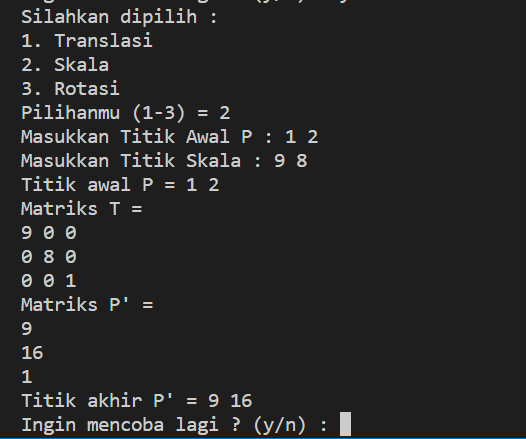 Silahkan dipilih :
1. Translasi
2. Skala
3. Rotasi
Pilihanmu (1-3) = 2
Masukkan Titik Awal P : 1 2
Masukkan Titik Skala : 9 8
Titik awal P = 1 2
Matriks T =
9 0 0
0 8 0
0 0 1
Matriks P' =
9
16
1
Titik akhir P' = 9 16
Ingin mencoba lagi ? (y/n) :